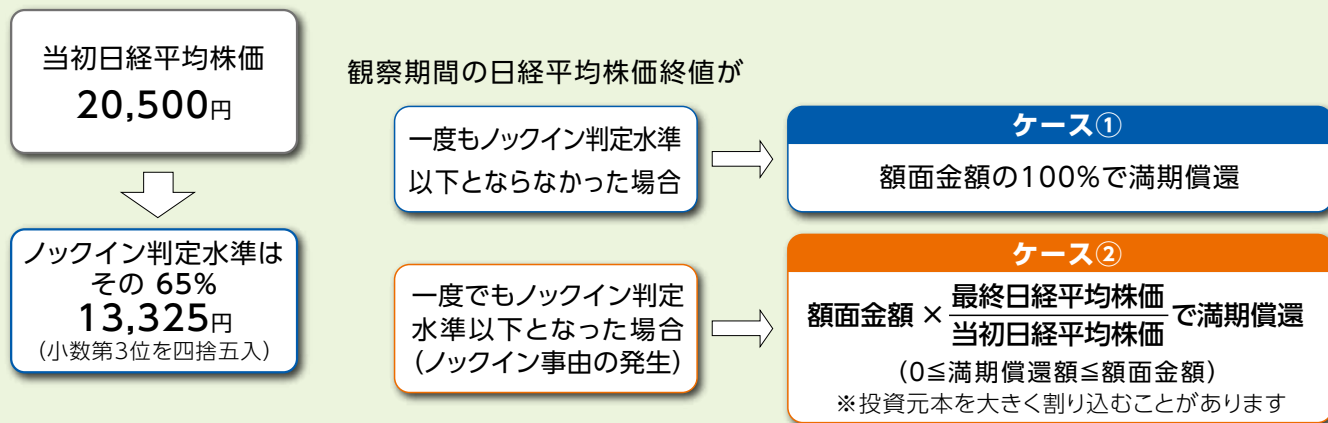 当初日経平均株価
20,500円
ノックイン判定水準は
その 65%
13,325円
(小数第3位を四捨五入)
観察期間の日経平均株価終値が
一度もノックイン判定水準
以下とならなかった場合
ケース①
額面金額の100%で満期償還
一度でもノックイン判定
水準以下となった場合
(ノックイン事由の発生)
ケース②
額面金額×最終日経平均株価/当初日経平均株価で満期償還
(0≦満期償還額≦額面金額)
※投資元本を大きく割り込むことがあります